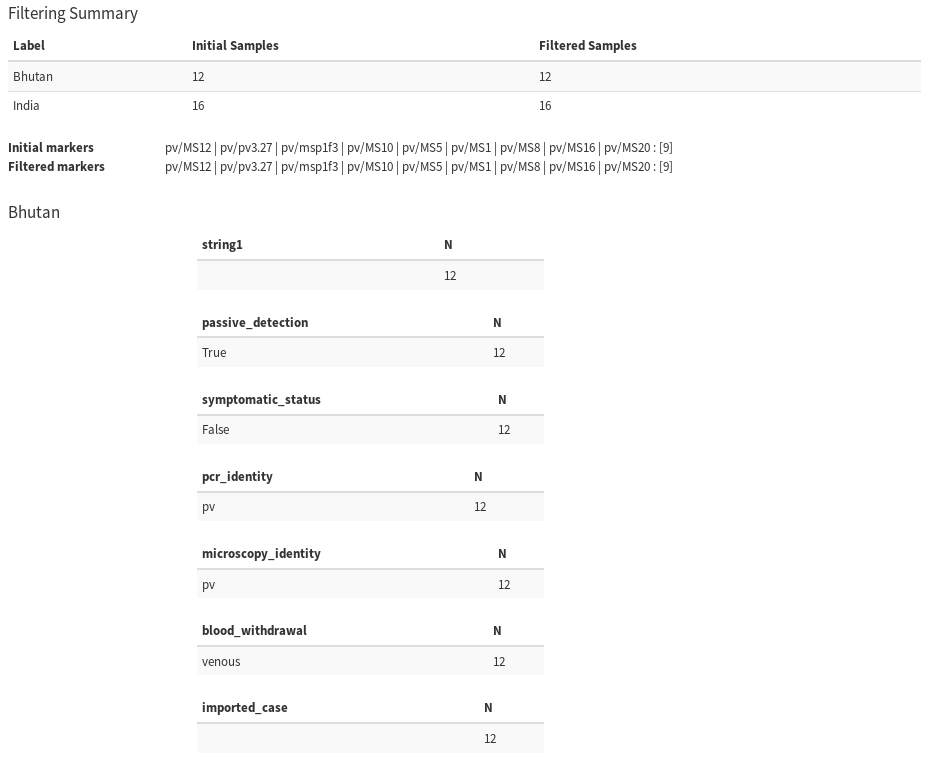 Filtering Summary
Label Initial Samples Filtered Samples
Bhutan 12 12
India 16 16
Initial markers pv/MS12 | pv/pv3.27 | pv/msp1f3 | pv/MS10 | pv/MS5 | pv/MS1 | pv/MS8 | pv/MS16 | pv/MS20 : [9]
Filtered markers pv/MS12 | pv/pv3.27 | pv/msp1f3 | pv/MS10 | pv/MS5 | pv/MS1 | pv/MS8 | pv/MS16 | pv/MS20 : [9]
Bhutan
string1 N
12
passive_detection N
True 12
symptomatic_status N
False 12
pcr_identity N
pv 12
microscopy_identity N
pv 12
blood_withdrawal N
venous 12
imported_case N
12